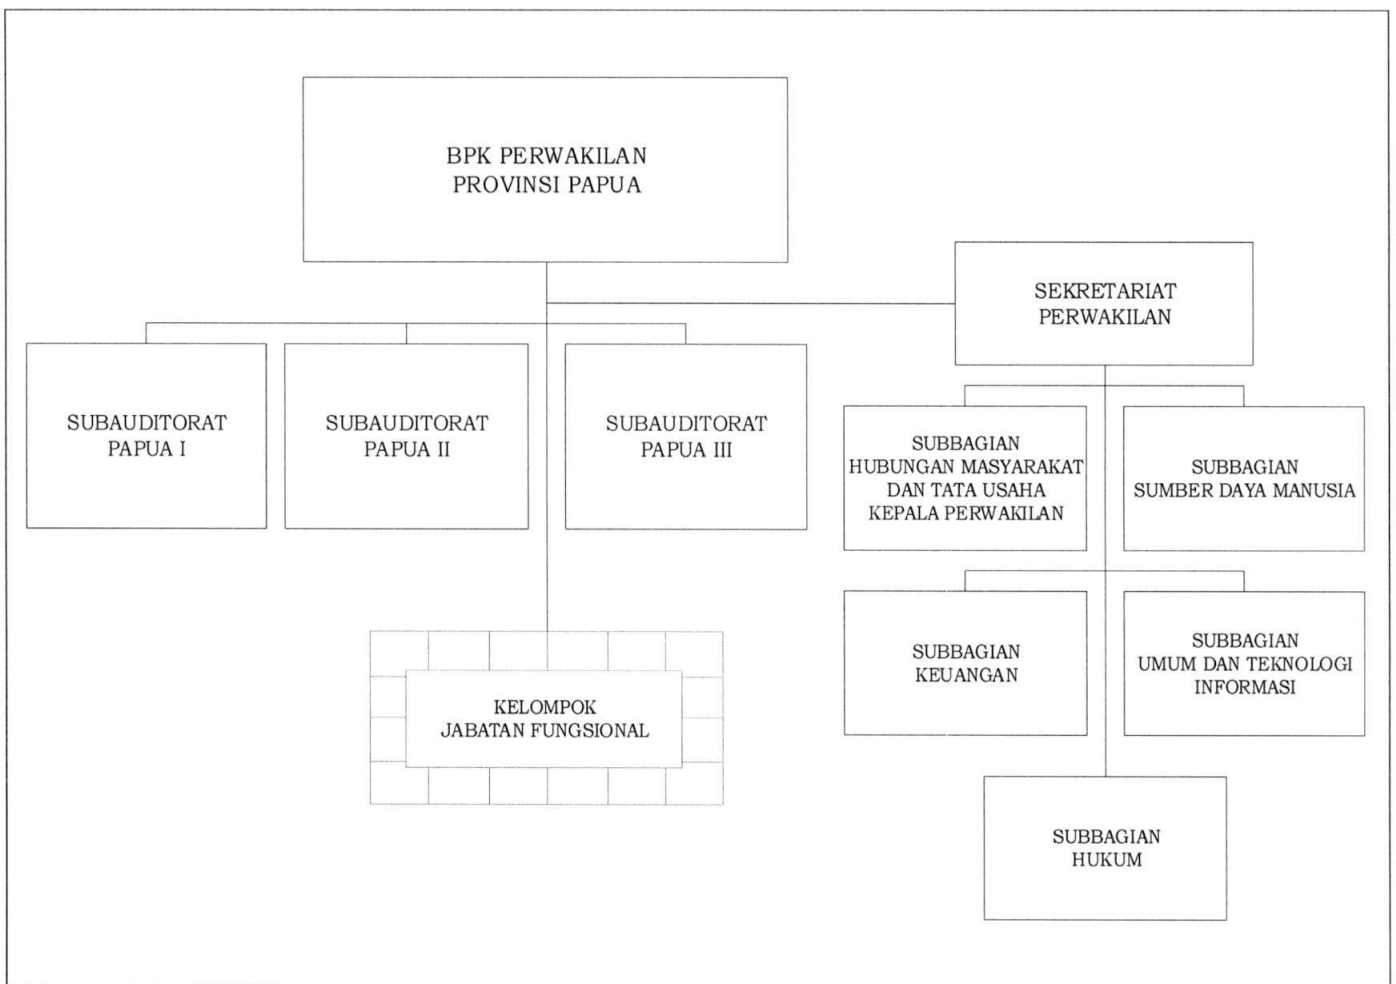 BPK PERWAKILAN
PROVINSI PAPUA
SEKRETARIAT
PERWAKILAN
SUBAUDITORAT
PAPUA I
SUBAUDITORAT
PAPUA II
SUBAUDITORAT
PAPUA III
SUBBAGIAN
HUBUNGAN MASYARAKAT
DAN TATA USAHA
KEPALA PERWAKILAN
SUBBAGIAN
SUMBER DAYA MANUSIA
SUBBAGIAN
KEUANGAN
SUBBAGIAN
UMUM DAN TEKNOLOGI
INFORMASI
KELOMPOK
JABATAN FUNGSIONAL
SUBBAGIAN
HUKUM